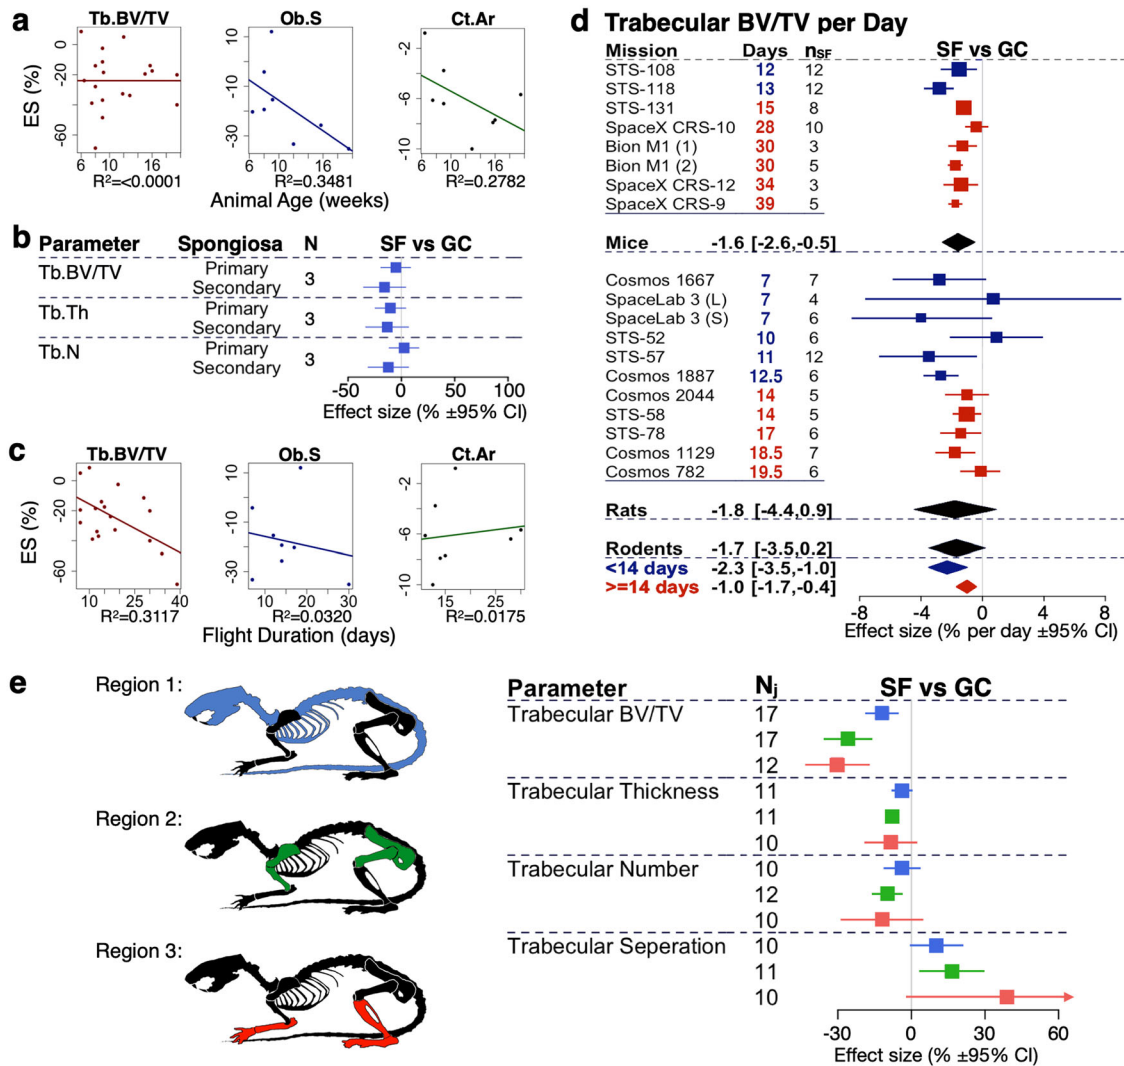 a
Tb.BV/TV
Ob.S
Ct.Ar
ES (%)
0
-20
-60
6 10 16
R²=<0.0001
10
-10
-30
6 10 16
R²=0.3481
-2
-6
-10
6 10 16
R²=0.2782
Animal Age (weeks)
b
Parameter Spongiosa N SF vs GC
Tb.BV/TV Primary 3
Secondary
Tb.Th Primary 3
Secondary
Tb.N Primary 3
Secondary
-50 0 50 100
Effect size (% ±95% CI)
c
Tb.BV/TV
Ob.S
Ct.Ar
ES (%)
0
-20
-60
10 20 30 40
R²=0.3117
10
-10
-30
10 20 30
R²=0.0320
-2
-6
-10
15 25
R²=0.0175
Flight Duration (days)
d Trabecular BV/TV per Day
Mission Days nSF SF vs GC
STS-108 12 12
STS-118 13 12
STS-131 15 8
SpaceX CRS-10 28 10
Bion M1 (1) 30 3
Bion M1 (2) 30 5
SpaceX CRS-12 34 3
SpaceX CRS-9 39 5
Mice -1.6 [-2.6,-0.5]
Cosmos 1667 7 7
SpaceLab 3 (L) 7 4
SpaceLab 3 (S) 7 6
STS-52 10 6
STS-57 11 12
Cosmos 1887 12.5 6
Cosmos 2044 14 5
STS-58 14 5
STS-78 17 6
Cosmos 1129 18.5 7
Cosmos 782 19.5 6
Rats -1.8 [-4.4,0.9]
Rodents -1.7 [-3.5,0.2]
<14 days -2.3 [-3.5,-1.0]
>=14 days -1.0 [-1.7,-0.4]
-8 -4 0 4 8
Effect size (% per day ±95% CI)
e
Region 1:
Region 2:
Region 3:
Parameter Nj SF vs GC
Trabecular BV/TV 17
17
12
Trabecular Thickness 11
11
10
Trabecular Number 10
12
10
Trabecular Seperation 10
11
10
-30 0 30 60
Effect size (% ±95% CI)